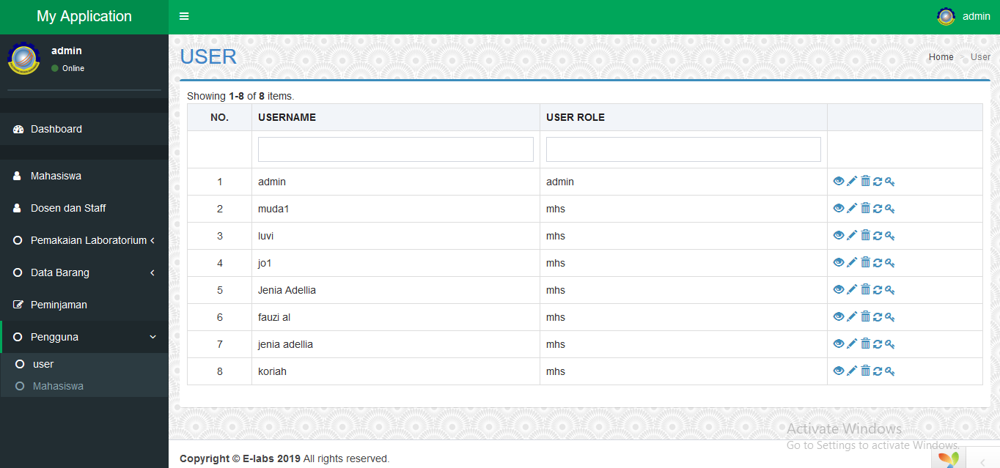 My Application
admin
admin
Online
USER
Home > User
Showing 1-8 of 8 items.
NO. USERNAME USER ROLE
1 admin admin
2 muda1 mhs
3 luvi mhs
4 jo1 mhs
5 Jenia Adellia mhs
6 fauzi al mhs
7 jenia adellia mhs
8 koriah mhs
Dashboard
Mahasiswa
Dosen dan Staff
Pemakaian Laboratorium
Data Barang
Peminjaman
Pengguna
user
Mahasiswa
Activate Windows
Go to Settings to activate Windows.
Copyright © E-labs 2019 All rights reserved.